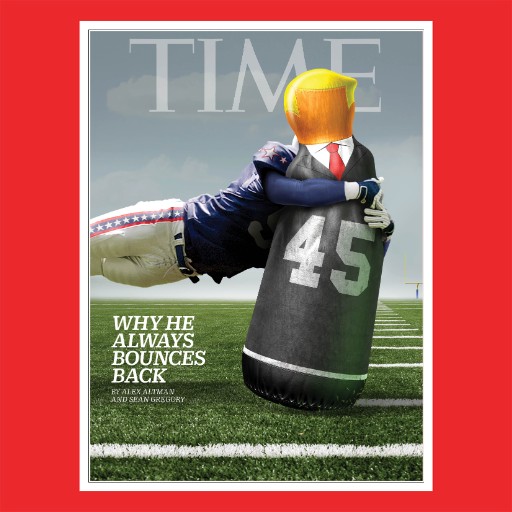 TIME
45
WHY HE
ALWAYS
BOUNCES
BACK
BY ALEX ALTMAN
AND SEAN GREGORY